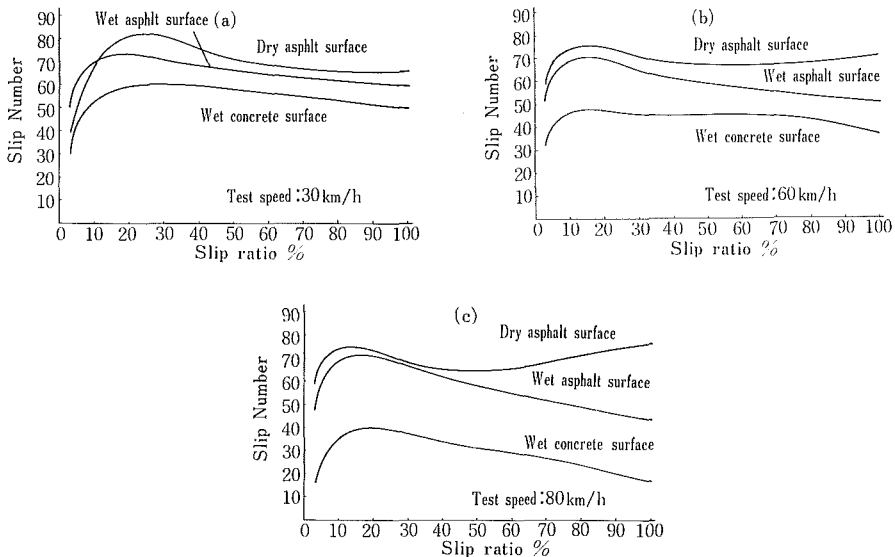 Wet asphlt surface (a)
Dry asphlt surface
Wet concrete surface
Test speed:30km/h
Slip Number
90
80
70
60
50
40
30
20
10
0 10 20 30 40 50 60 70 80 90 100
Slip ratio %
(b)
Dry asphalt surface
Wet asphalt surface
Wet concrete surface
Test speed:60km/h
Slip Number
90
80
70
60
50
40
30
20
10
0 10 20 30 40 50 60 70 80 90 100
Slip ratio %
(c)
Dry asphalt surface
Wet asphalt surface
Wet concrete surface
Test speed:80km/h
Slip Number
90
80
70
60
50
40
30
20
10
0 10 20 30 40 50 60 70 80 90 100
Slip ratio %